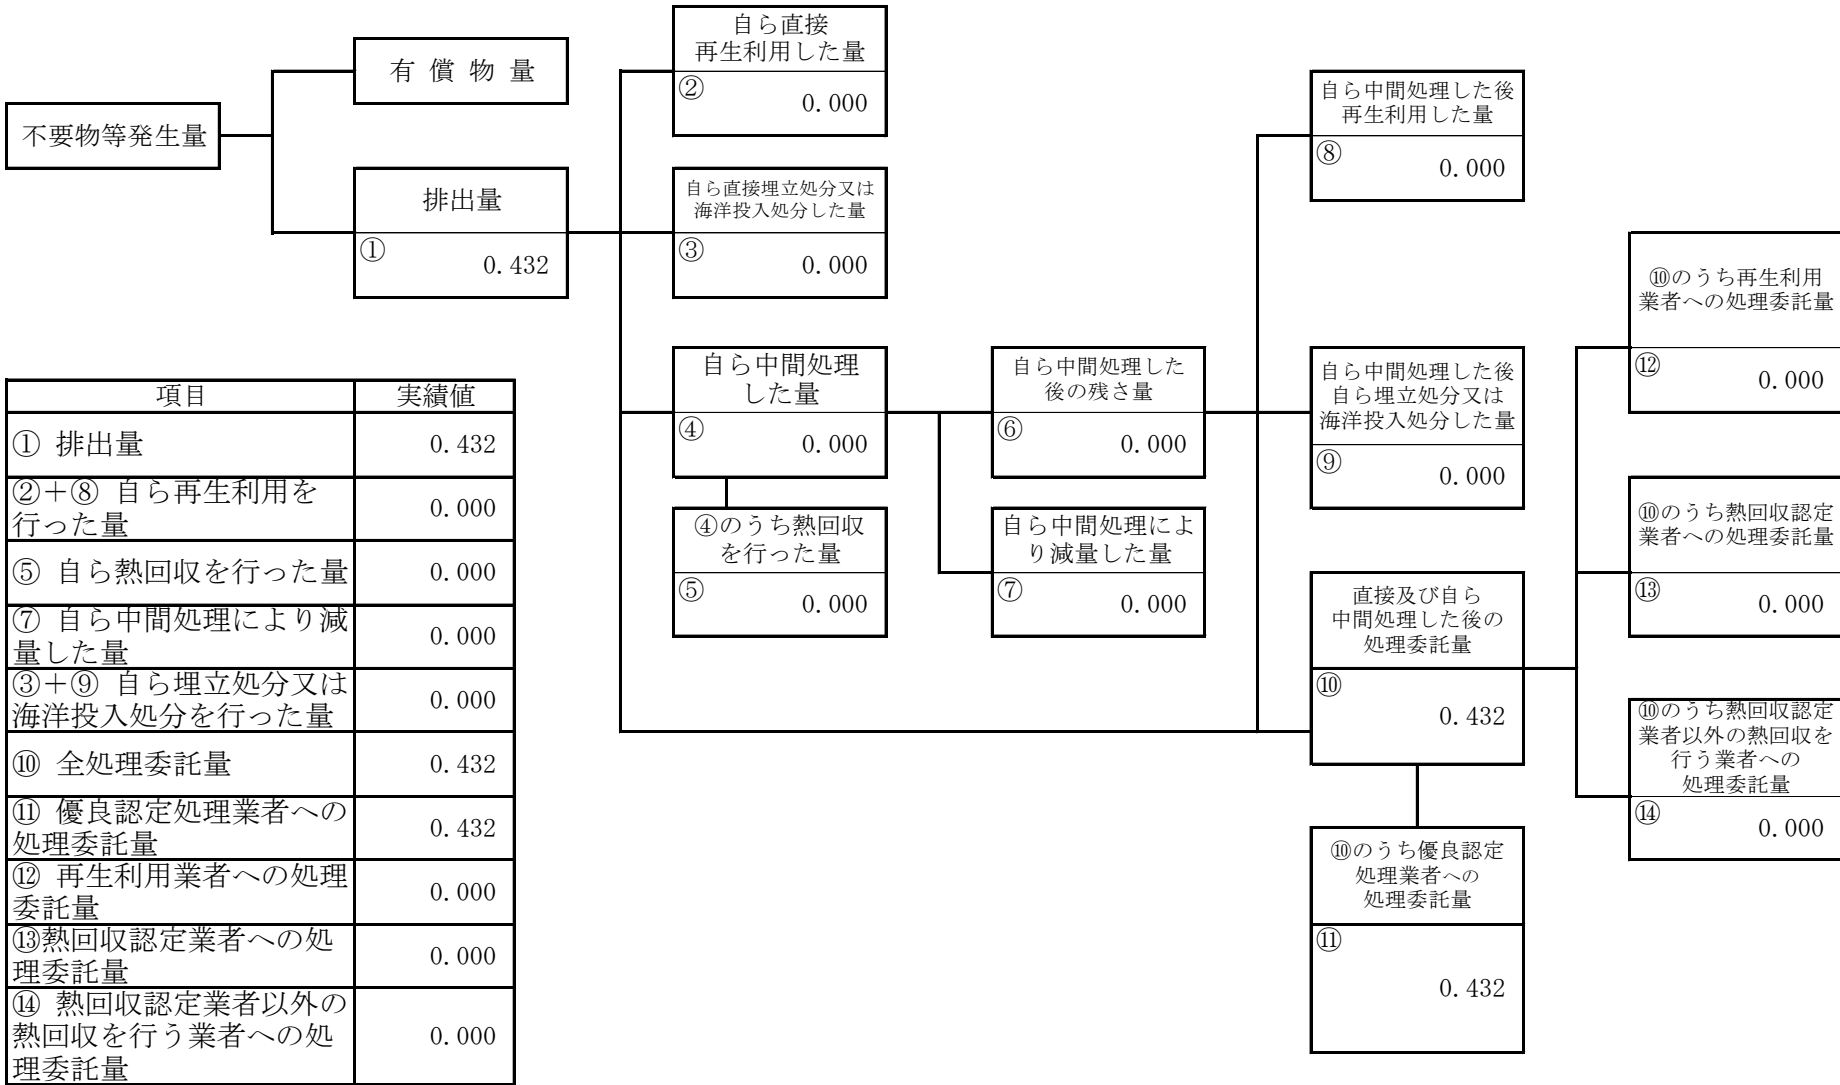 不要物等発生量
有 償 物 量
排出量
① 0.432
自ら直接
再生利用した量
② 0.000
自ら直接埋立処分又は
海洋投入処分した量
③ 0.000
自ら中間処理
した量
④ 0.000
④のうち熱回収
を行った量
⑤ 0.000
自ら中間処理した
後の残さ量
⑥ 0.000
自ら中間処理によ
り減量した量
⑦ 0.000
自ら中間処理した後
再生利用した量
⑧ 0.000
自ら中間処理した後
自ら埋立処分又は
海洋投入処分した量
⑨ 0.000
直接及び自ら
中間処理した後の
処理委託量
⑩ 0.432
⑩のうち優良認定
処理業者への
処理委託量
⑪ 0.432
⑩のうち再生利用
業者への処理委託量
⑫ 0.000
⑩のうち熱回収認定
業者への処理委託量
⑬ 0.000
⑩のうち熱回収認定
業者以外の熱回収を
行う業者への
処理委託量
⑭ 0.000
項目 実績値
① 排出量 0.432
②＋⑧ 自ら再生利用を
行った量 0.000
⑤ 自ら熱回収を行った量 0.000
⑦ 自ら中間処理により減
量した量 0.000
③＋⑨ 自ら埋立処分又は
海洋投入処分を行った量 0.000
⑩ 全処理委託量 0.432
⑪ 優良認定処理業者への
処理委託量 0.432
⑫ 再生利用業者への処理
委託量 0.000
⑬熱回収認定業者への処
理委託量 0.000
⑭ 熱回収認定業者以外の
熱回収を行う業者への処
理委託量 0.000